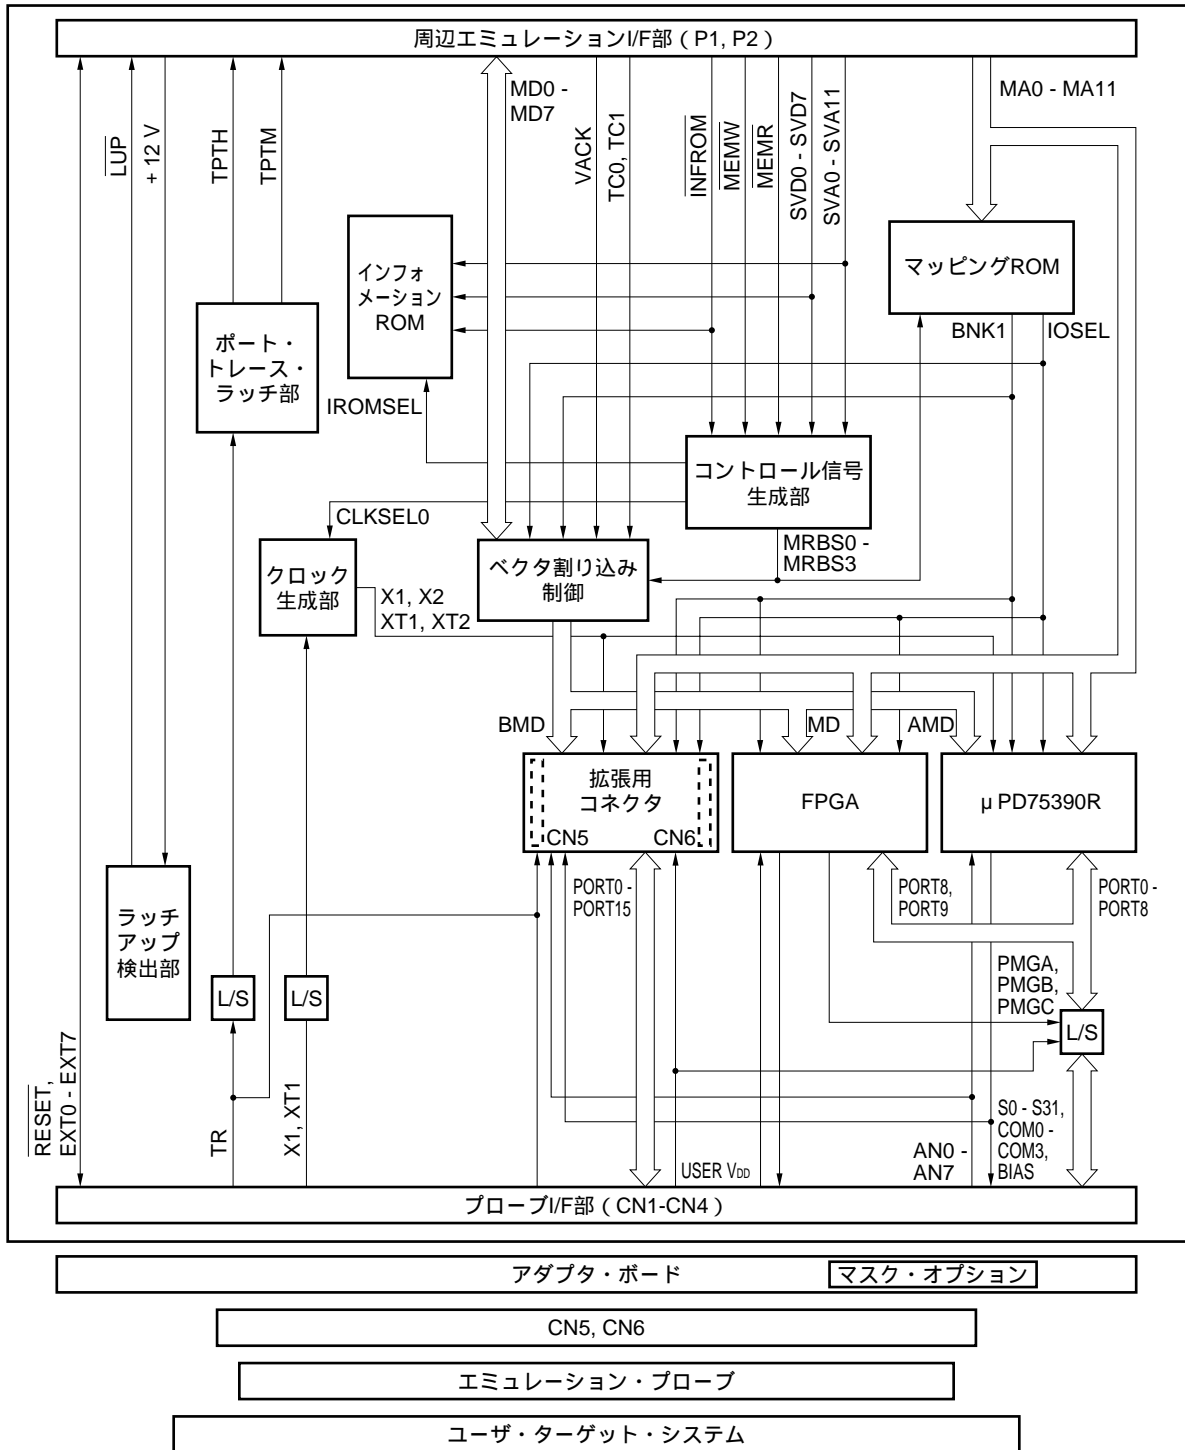 周辺エミュレーションI/F部（P1, P2）
LUP
+12 V
TPTH
TPTM
MD0 -
MD7
VACK
TC0, TC1
INFROM
MEMW
MEMR
SVD0 - SVD7
SVA0 - SVA11
MA0 - MA11
インフォ
メーション
ROM
マッピングROM
ポート・
トレース・
ラッチ部
BNK1
IOSEL
IROMSEL
コントロール信号
生成部
CLKSEL0
MRBS0 -
MRBS3
クロック
生成部
X1, X2
XT1, XT2
ベクタ割り込み
制御
BMD
MD
AMD
拡張用
コネクタ
CN5
CN6
FPGA
μPD75390R
ラッチ
アップ
検出部
PORT0 -
PORT15
PORT8,
PORT9
PORT0 -
PORT8
L/S
L/S
PMGA,
PMGB,
PMGC
L/S
RESET,
EXT0 - EXT7
TR
X1, XT1
USER VDD
AN0 -
AN7
S0 - S31,
COM0 -
COM3,
BIAS
プローブI/F部（CN1-CN4）
アダプタ・ボード
マスク・オプション
CN5, CN6
エミュレーション・プローブ
ユーザ・ターゲット・システム